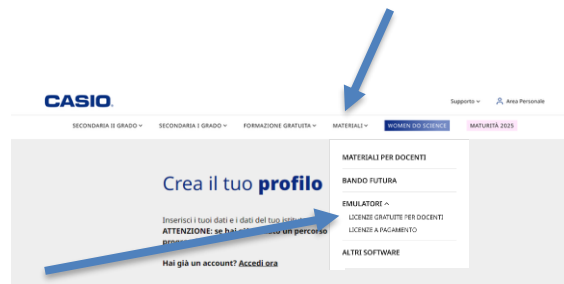 CASIO.
Supporto
Area Personale
SECONDARIA II GRADO
SECONDARIA I GRADO
FORMAZIONE GRATUITA
MATERIALI
WOMEN DO SCIENCE
MATURITÀ 2025
MATERIALI PER DOCENTI
BANDO FUTURA
EMULATORI
LICENZE GRATUITE PER DOCENTI
LICENZE A PAGAMENTO
ALTRI SOFTWARE
Crea il tuo profilo
Inserisci i tuoi dati e i dati del tuo
ATTENZIONE: se hai un percorso
Hai già un account? Accedi ora